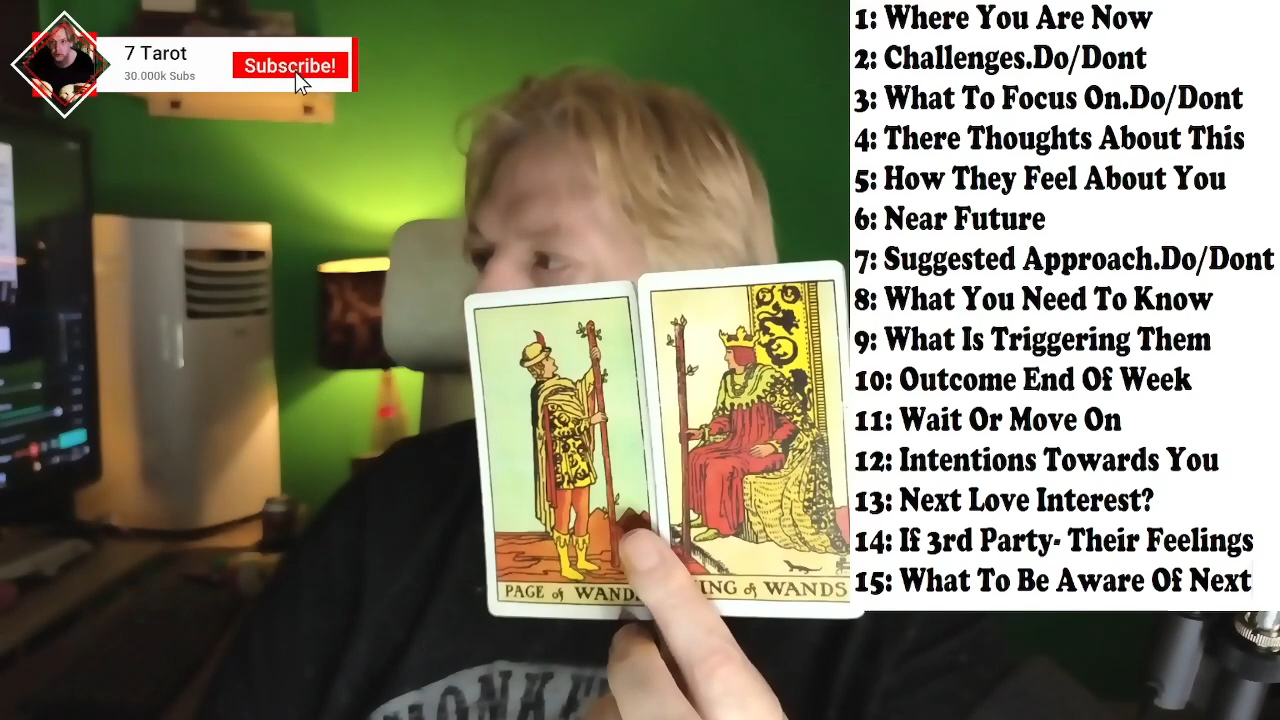 7 Tarot
30.000k Subs
Subscribe!
1: Where You Are Now
2: Challenges.Do/Dont
3: What To Focus On.Do/Dont
4: There Thoughts About This
5: How They Feel About You
6: Near Future
7: Suggested Approach.Do/Dont
8: What You Need To Know
9: What Is Triggering Them
10: Outcome End Of Week
11: Wait Or Move On
12: Intentions Towards You
13: Next Love Interest?
14: If 3rd Party- Their Feelings
15: What To Be Aware Of Next
PAGE of WANDS
KING of WANDS